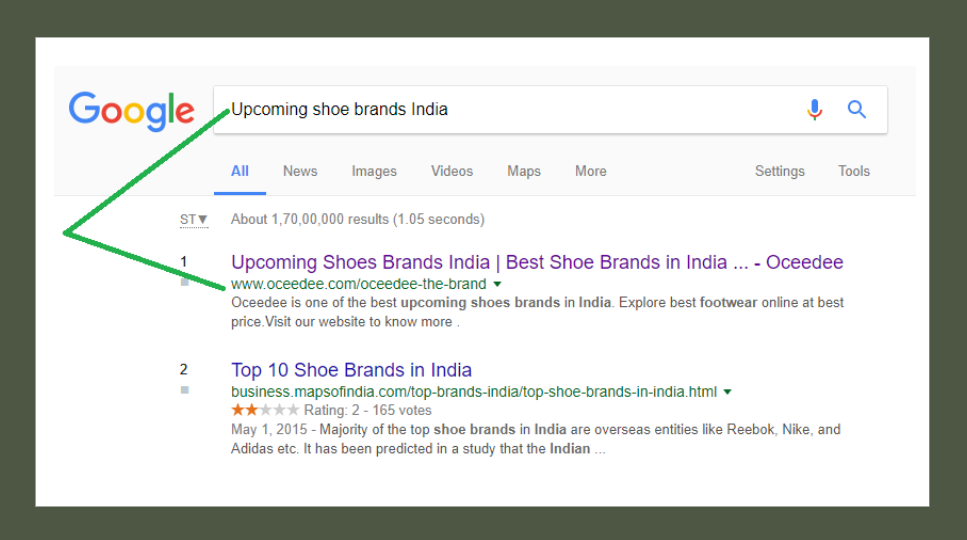 Google
Upcoming shoe brands India
All News Images Videos Maps More Settings Tools
ST▼ About 1,70,00,000 results (1.05 seconds)
1 Upcoming Shoes Brands India | Best Shoe Brands in India ... - Oceedee
www.oceedee.com/oceedee-the-brand ▼
Oceedee is one of the best upcoming shoes brands in India. Explore best footwear online at best
price.Visit our website to know more .
2 Top 10 Shoe Brands in India
business.mapsofindia.com/top-brands-india/top-shoe-brands-in-india.html ▼
★★★★★ Rating: 2 - 165 votes
May 1, 2015 - Majority of the top shoe brands in India are overseas entities like Reebok, Nike, and
Adidas etc. It has been predicted in a study that the Indian ...